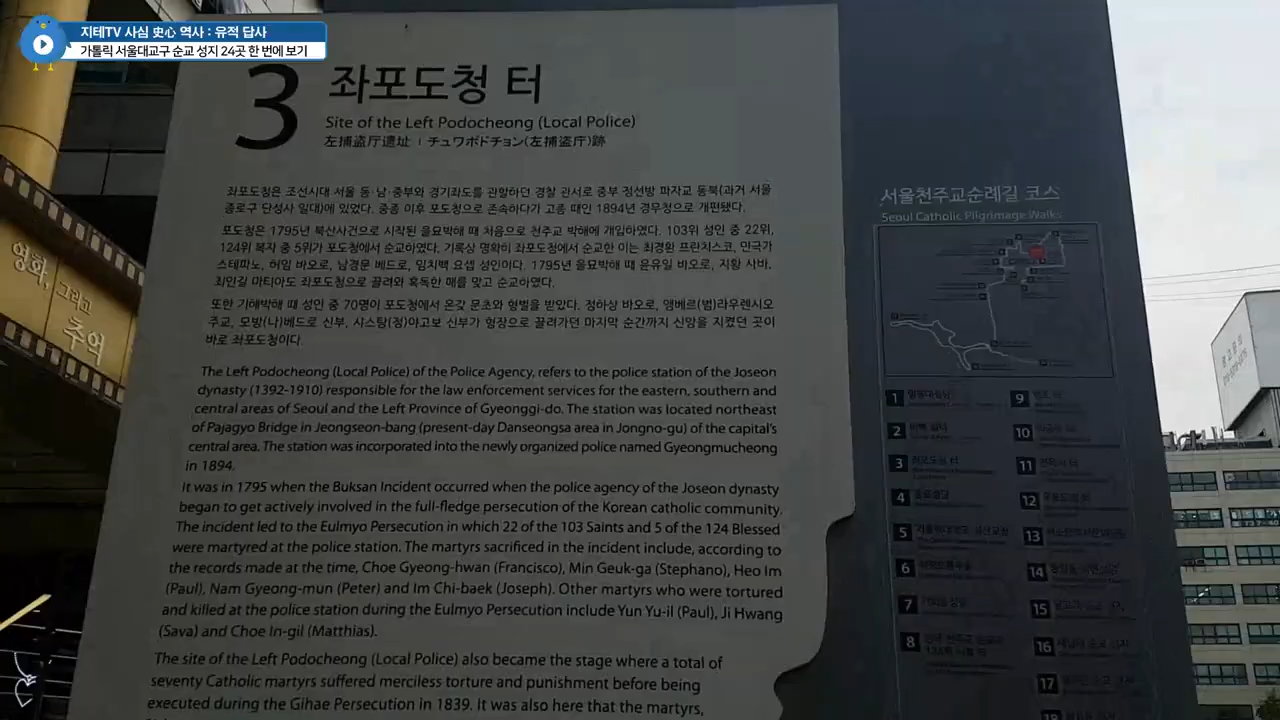 지테TV 사심 史心 역사 : 유적 답사
가톨릭 서울대교구 순교 성지 24곳 한 번에 보기
3 좌포도청 터
Site of the Left Podocheong (Local Police)
左捕盗庁遺址 | チュワポドチョン(左捕盗庁)跡
좌포도청은 조선시대 서울 동·남·중부와 경기좌도를 관할하던 경찰 관서로 중부 정선방 파자교 동북(과거 서울
종로구 단성사 일대)에 있었다. 중종 이후 포도청으로 존속하다가 고종 때인 1894년 경무청으로 개편됐다.
포도청은 1795년 북산사건으로 시작된 을묘박해 때 처음으로 천주교 박해에 개입하였다. 103위 성인 중 22위,
124위 복자 중 5위가 포도청에서 순교하였다. 기록상 명확히 좌포도청에서 순교한 이는 최경환 프란치스코, 민극가
스테파노, 허임 바오로, 남경문 베드로, 임치백 요셉 성인이다. 1795년 을묘박해 때 윤유일 바오로, 지황 사바,
최인길 마티아도 좌포도청으로 끌려와 혹독한 매를 맞고 순교하였다.
또한 기해박해 때 성인 중 70명이 포도청에서 온갖 문초와 형벌을 받았다. 정하상 바오로, 앵베르(범)라우렌시오
주교, 모방(나)베드로 신부, 샤스탕(정)야고보 신부가 형장으로 끌려가던 마지막 순간까지 신앙을 지켰던 곳이
바로 좌포도청이다.
The Left Podocheong (Local Police) of the Police Agency, refers to the police station of the Joseon
dynasty (1392-1910) responsible for the law enforcement services for the eastern, southern and
central areas of Seoul and the Left Province of Gyeonggi-do. The station was located northeast
of Pajagyo Bridge in Jeongseon-bang (present-day Danseongsa area in Jongno-gu) of the capital's
central area. The station was incorporated into the newly organized police named Gyeongmucheong
in 1894.
It was in 1795 when the Buksan Incident occurred when the police agency of the Joseon dynasty
began to get actively involved in the full-fledge persecution of the Korean catholic community.
The incident led to the Eulmyo Persecution in which 22 of the 103 Saints and 5 of the 124 Blessed
were martyred at the police station. The martyrs sacrificed in the incident include, according to
the records made at the time, Choe Gyeong-hwan (Francisco), Min Geuk-ga (Stephano), Heo Im
(Paul), Nam Gyeong-mun (Peter) and Im Chi-baek (Joseph). Other martyrs who were tortured
and killed at the police station during the Eulmyo Persecution include Yun Yu-il (Paul), Ji Hwang
(Sava) and Choe In-gil (Matthias).
The site of the Left Podocheong (Local Police) also became the stage where a total of
seventy Catholic martyrs suffered merciless torture and punishment before being
executed during the Gihae Persecution in 1839. It was also here that the martyrs,
서울천주교순례길 코스
Seoul Catholic Pilgrimage Walks
1
2
3 좌포도청 터
4
5
6
7
8
9
10
11
12
13
14
15
16
17
18
영화, 그리고
추억